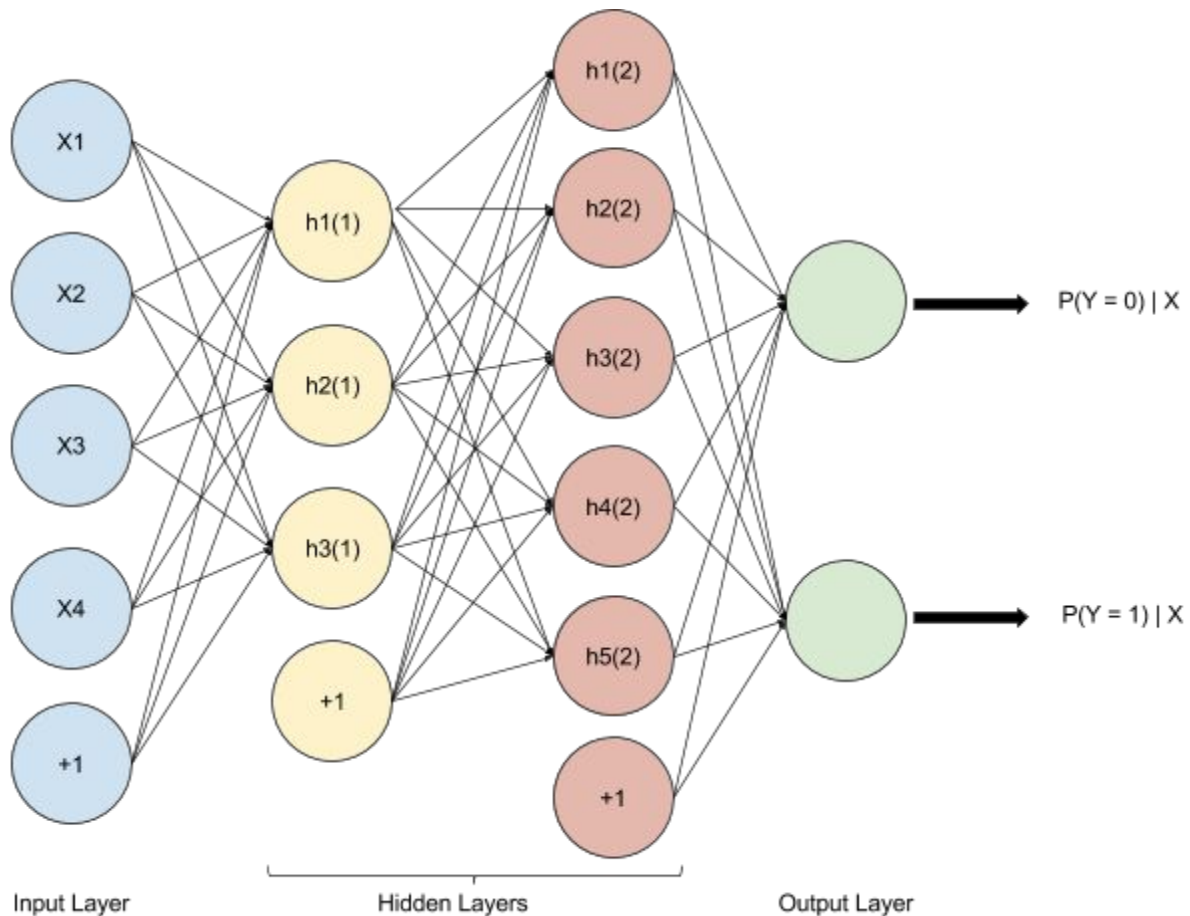 X1
X2
X3
X4
+1
h1(1)
h2(1)
h3(1)
+1
h1(2)
h2(2)
h3(2)
h4(2)
h5(2)
+1
P(Y = 0) | X
P(Y = 1) | X
Input Layer
Hidden Layers
Output Layer